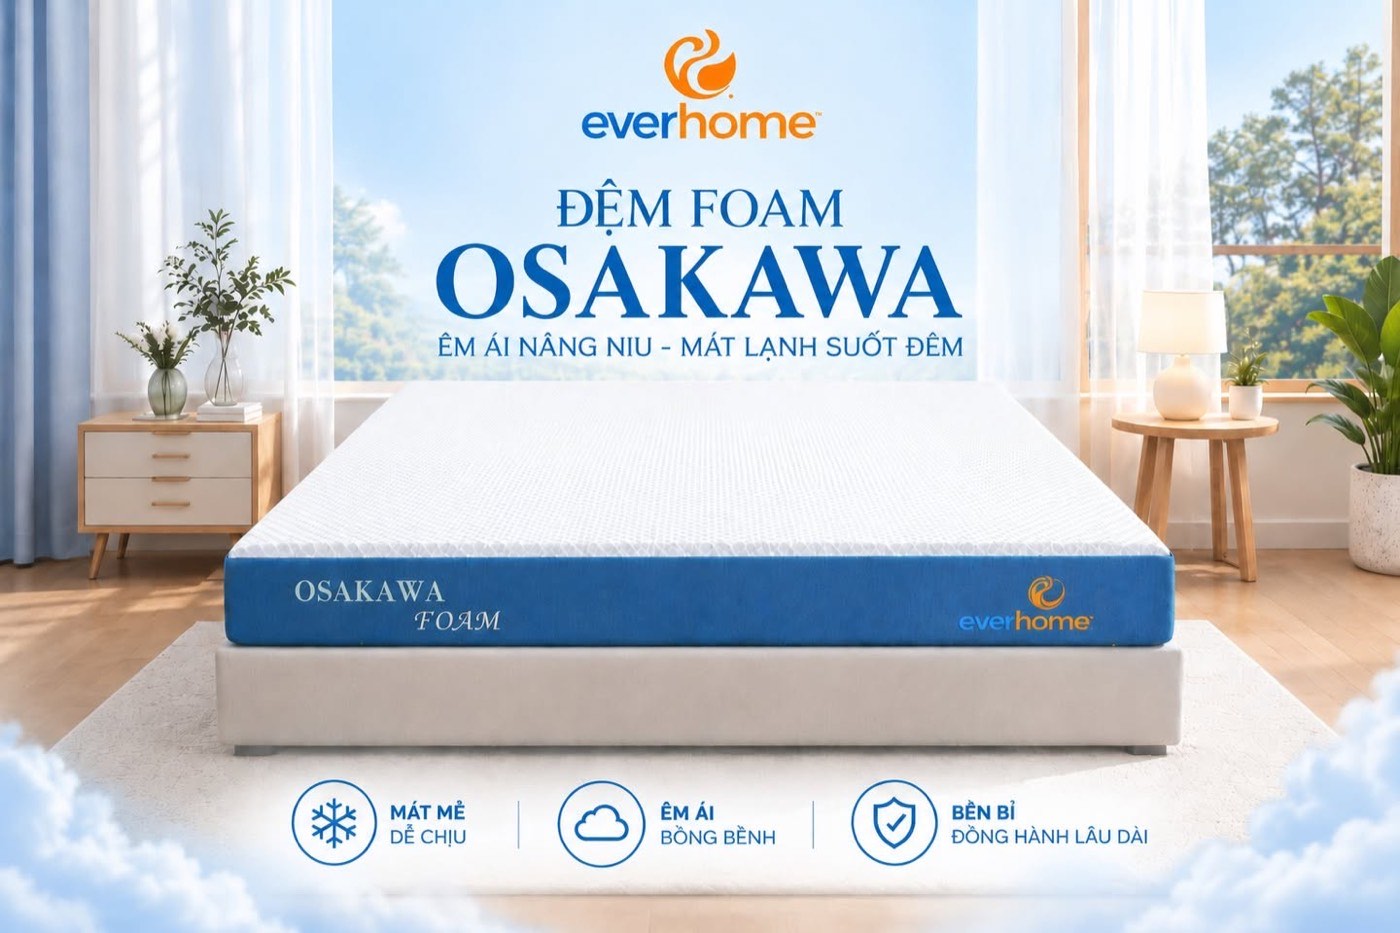 everhome
ĐỆM FOAM
OSAKAWA
ÊM ÁI NÂNG NIU - MÁT LẠNH SUỐT ĐÊM
OSAKAWA
FOAM
everhome
MÁT MẺ
DỄ CHỊU
ÊM ÁI
BỒNG BỀNH
BỀN BỈ
ĐỒNG HÀNH LÂU DÀI